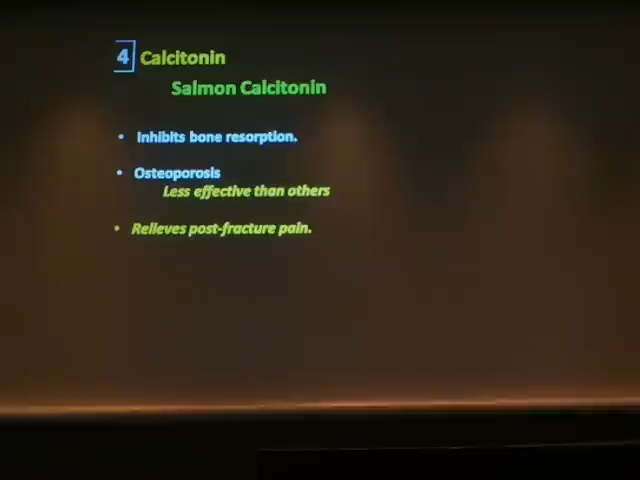 4 Calcitonin
Salmon Calcitonin
• Inhibits bone resorption.
• Osteoporosis
Less effective than others
• Relieves post-fracture pain.